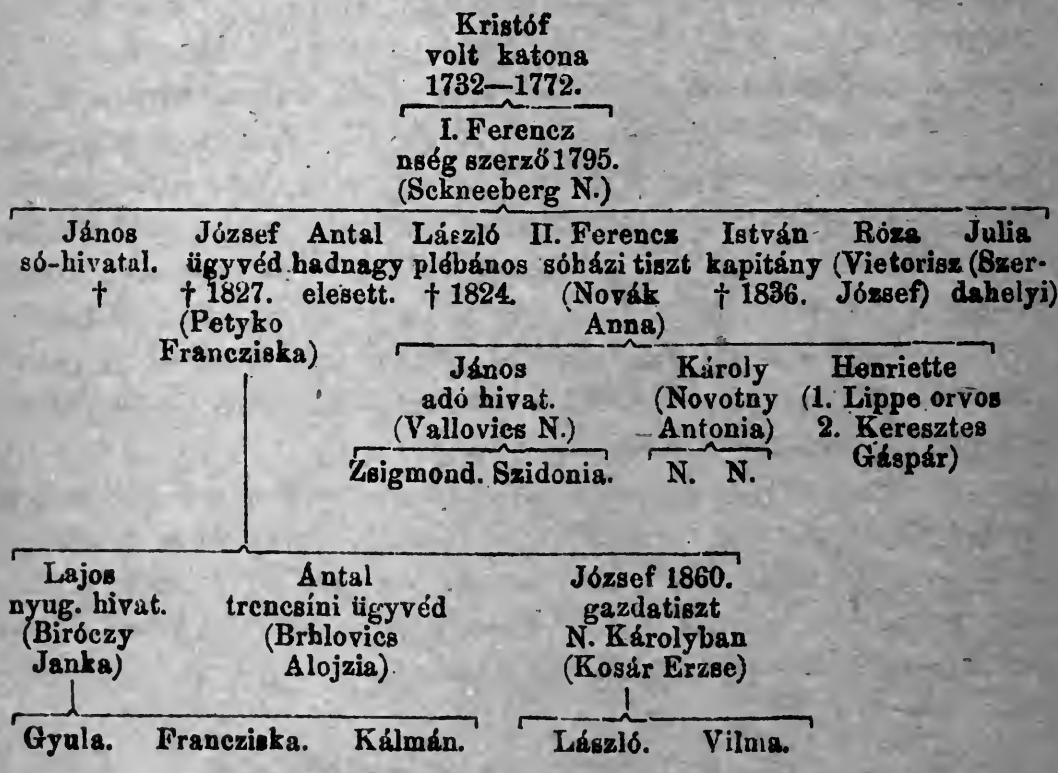 Kristóf
volt katona
1732—1772.
I. Ferencz
nség szerző 1795.
(Sckneeberg N.)
János József Antal László II. Ferencz István Róza Julia
só-hivatal. ügyvéd hadnagy plébános sóházi tiszt kapitány (Vietorisz (Szer-
† † 1827. elesett. † 1824. (Novák † 1836. József) dahelyi)
(Petyko Anna)
Francziska)
János Károly Henriette
adó hivat. (Novotny (1. Lippe orvos
(Vallovics N.) Antonia) 2. Keresztes
Gáspár)
Zsigmond. Szidonia. N. N.
Lajos Antal József 1860.
nyug. hivat. trencsíni ügyvéd gazdatiszt
(Biróczy (Brhlovics N. Károlyban
Janka) Alojzia) (Kosár Erzse)
Gyula. Francziska. Kálmán. László. Vilma.